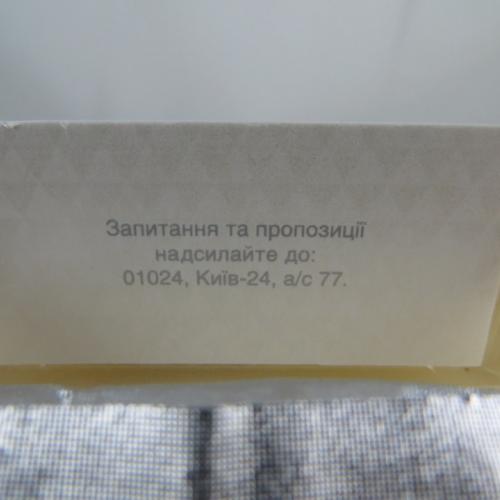 Запитання та пропозиції
надсилайте до:
01024, Київ-24, а/с 77.